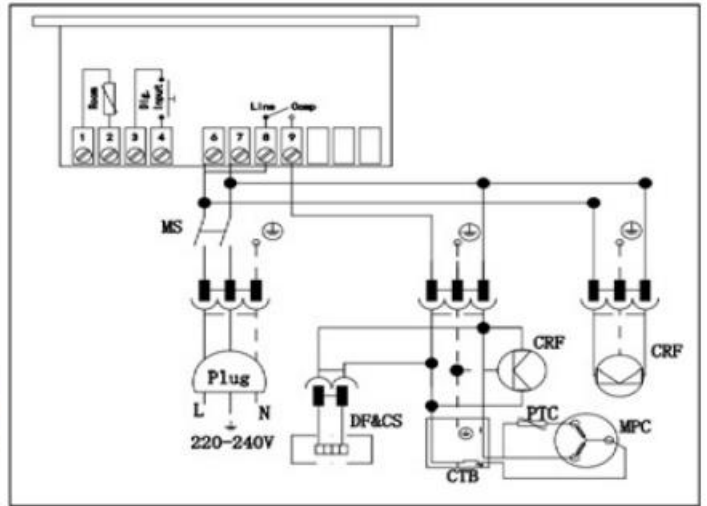 Room
Dig. Input
Line Comp
1 2 3 4 6 7 8 9
MS
CRF
CRF
Plug
L N
DF&CS
PTC
MPC
220-240V
CTB